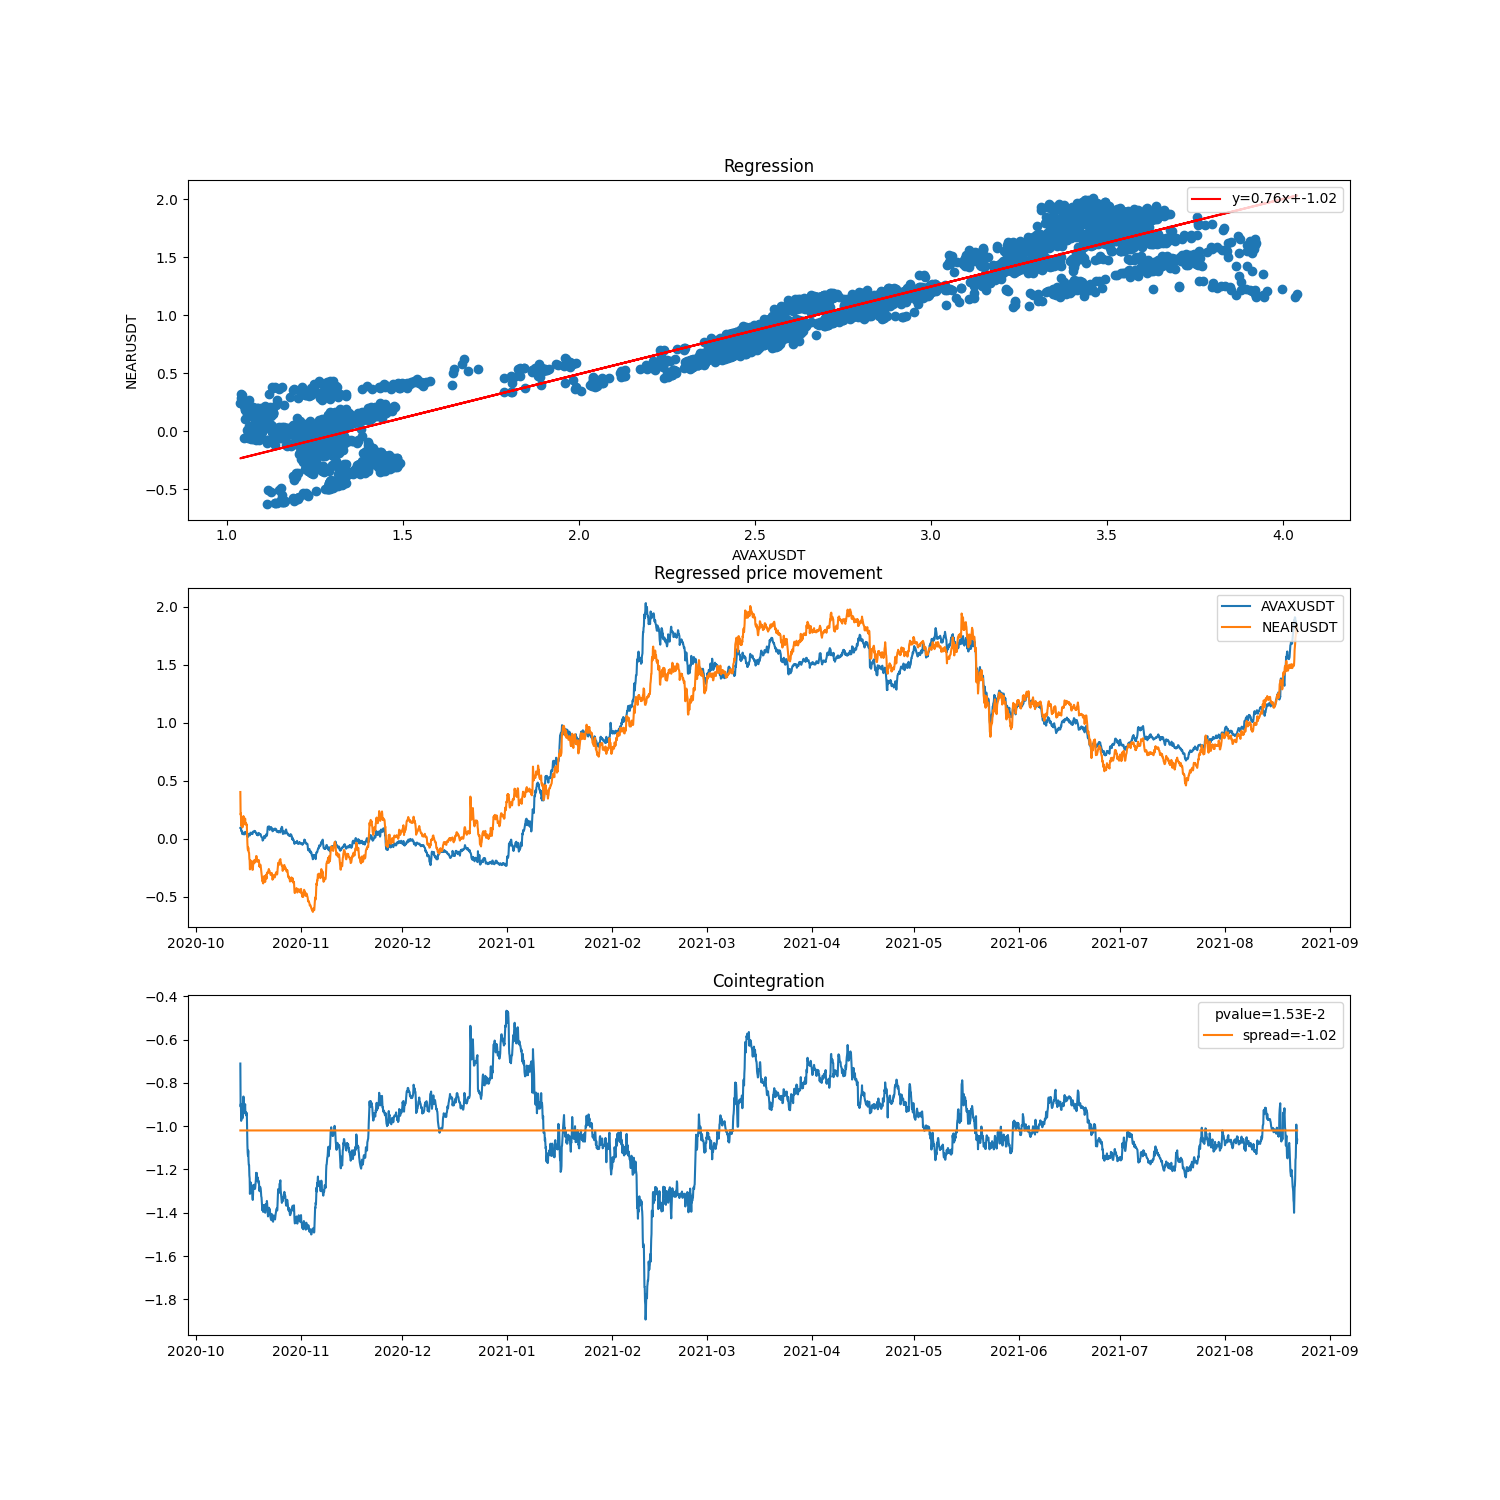 Regression
y=0.76x+-1.02
2.0
1.5
1.0
0.5
0.0
−0.5
NEARUSDT
1.0 1.5 2.0 2.5 3.0 3.5 4.0
AVAXUSDT
Regressed price movement
AVAXUSDT
NEARUSDT
2.0
1.5
1.0
0.5
0.0
−0.5
2020-10 2020-11 2020-12 2021-01 2021-02 2021-03 2021-04 2021-05 2021-06 2021-07 2021-08 2021-09
Cointegration
pvalue=1.53E-2
spread=-1.02
−0.4
−0.6
−0.8
−1.0
−1.2
−1.4
−1.6
−1.8
2020-10 2020-11 2020-12 2021-01 2021-02 2021-03 2021-04 2021-05 2021-06 2021-07 2021-08 2021-09